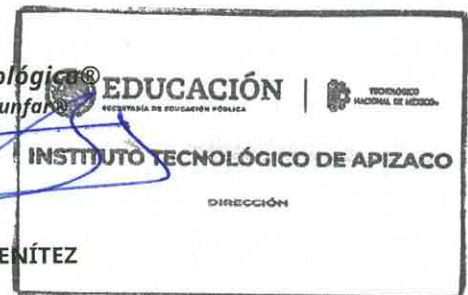 ológica®
unfar®
EDUCACIÓN
SECRETARÍA DE EDUCACIÓN PÚBLICA
TECNOLÓGICO
NACIONAL DE MÉXICO®
INSTITUTO TECNOLÓGICO DE APIZACO
DIRECCIÓN
ENÍTEZ